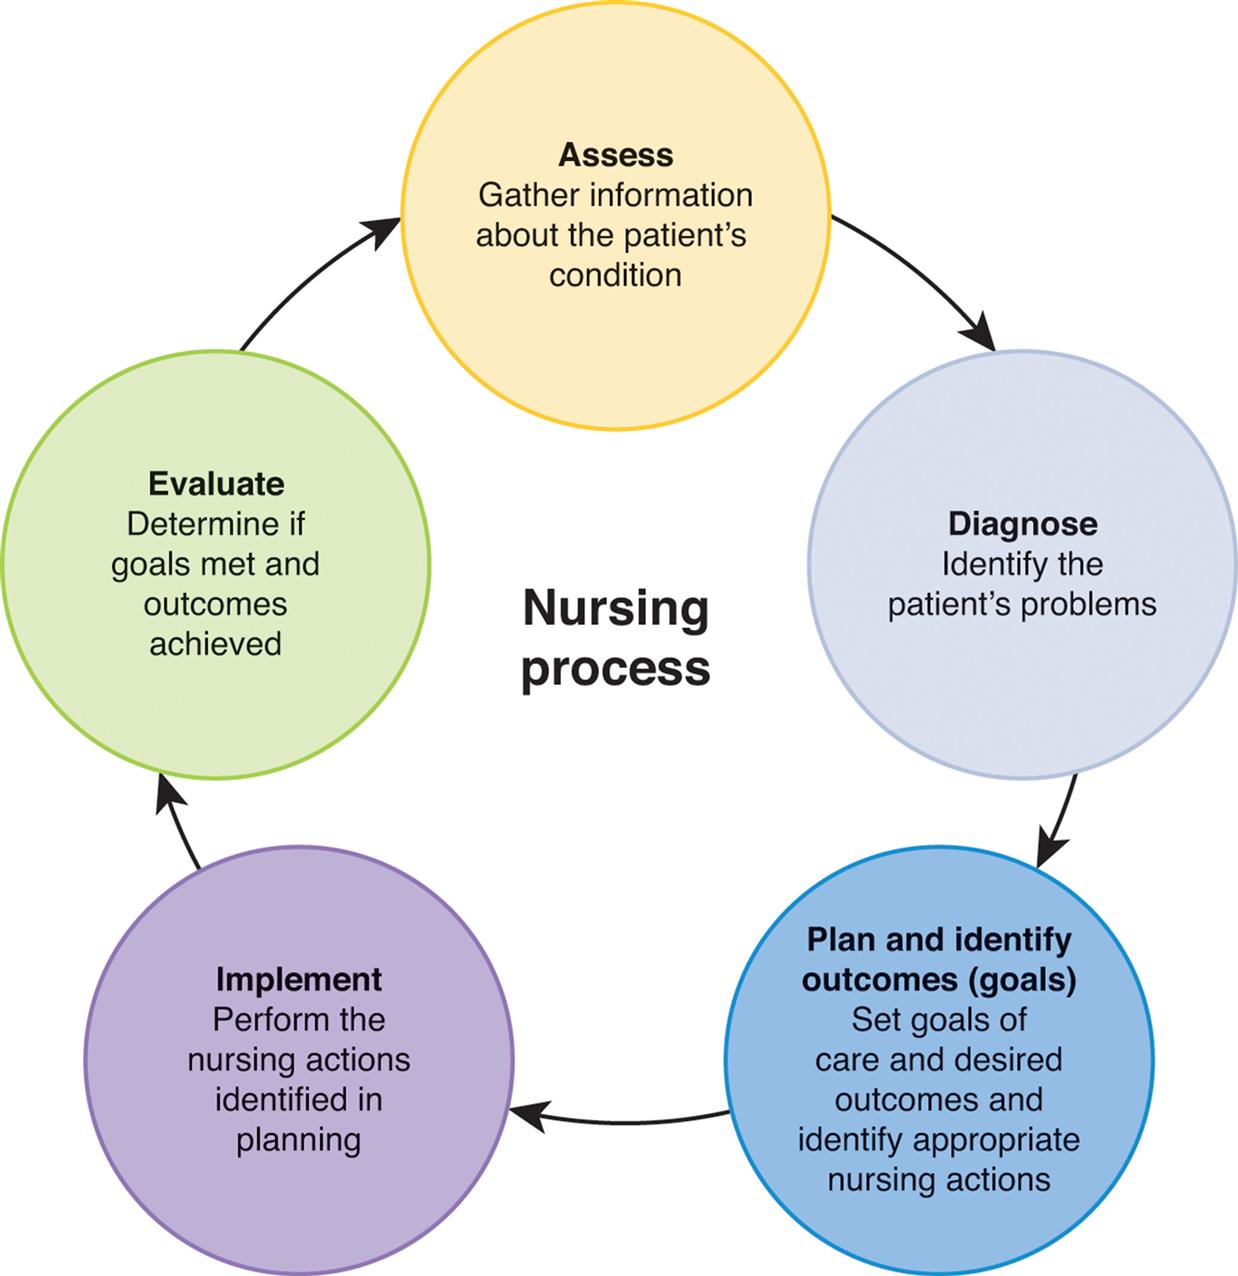 Assess
Gather information
about the patient's
condition
Diagnose
Identify the
patient's problems
Plan and identify
outcomes (goals)
Set goals of
care and desired
outcomes and
identify appropriate
nursing actions
Implement
Perform the
nursing actions
identified in
planning
Evaluate
Determine if
goals met and
outcomes
achieved
Nursing
process